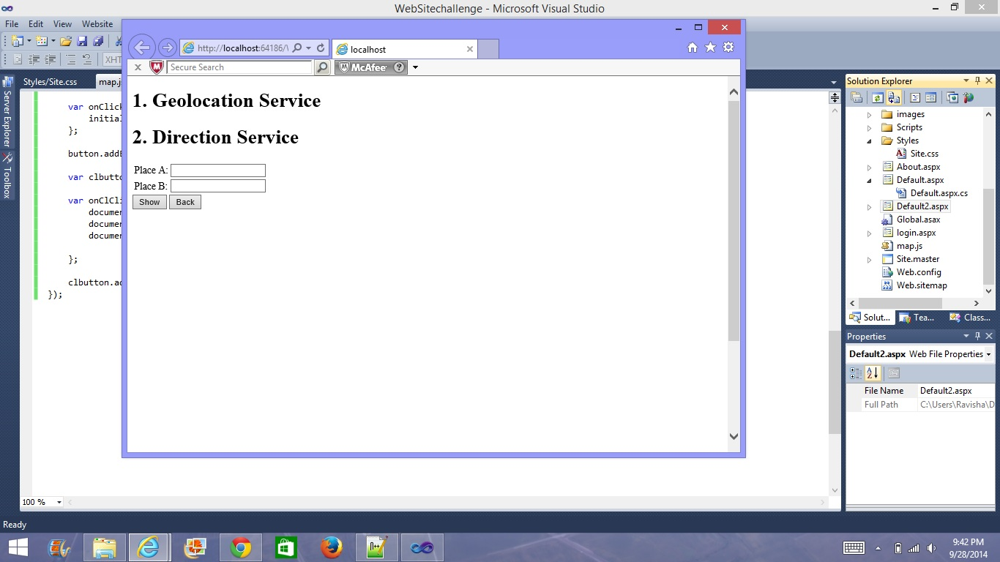 WebSitechallenge - Microsoft Visual Studio
File Edit View Website
XHT
Styles/Site.css
map.j
Server Explorer
Toolbox
var onClick
initial
};
button.addE
var clbutto
var onClCli
documen
documen
documen
};
clbutton.ad
});
100 %
http://localhost:64186/
localhost
Secure Search
McAfee
1. Geolocation Service
2. Direction Service
Place A:
Place B:
Show Back
Solution Explorer
images
Scripts
Styles
Site.css
About.aspx
Default.aspx
Default.aspx.cs
Default2.aspx
Global.asax
login.aspx
map.js
Site.master
Web.config
Web.sitemap
Solut... Tea... Class...
Properties
Default2.aspx Web File Properties
File Name Default2.aspx
Full Path C:\Users\Ravisha\D
Ready
9:42 PM
9/28/2014